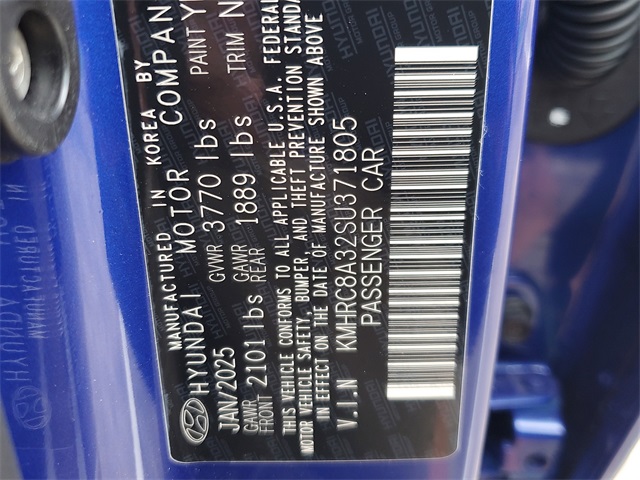 MANUFACTURED IN KOREA BY
HYUNDAI MOTOR COMPAN
JAN/2025 GVWR 3770 lbs PAINT Y
GAWR FRONT 2101 lbs GAWR REAR 1889 lbs TRIM N
THIS VEHICLE CONFORMS TO ALL APPLICABLE U.S.A. FEDERAL
MOTOR VEHICLE SAFETY, BUMPER, AND THEFT PREVENTION STANDA
IN EFFECT ON THE DATE OF MANUFACTURE SHOWN ABOVE
V.I.N KMHRC8A32SU371805
PASSENGER CAR